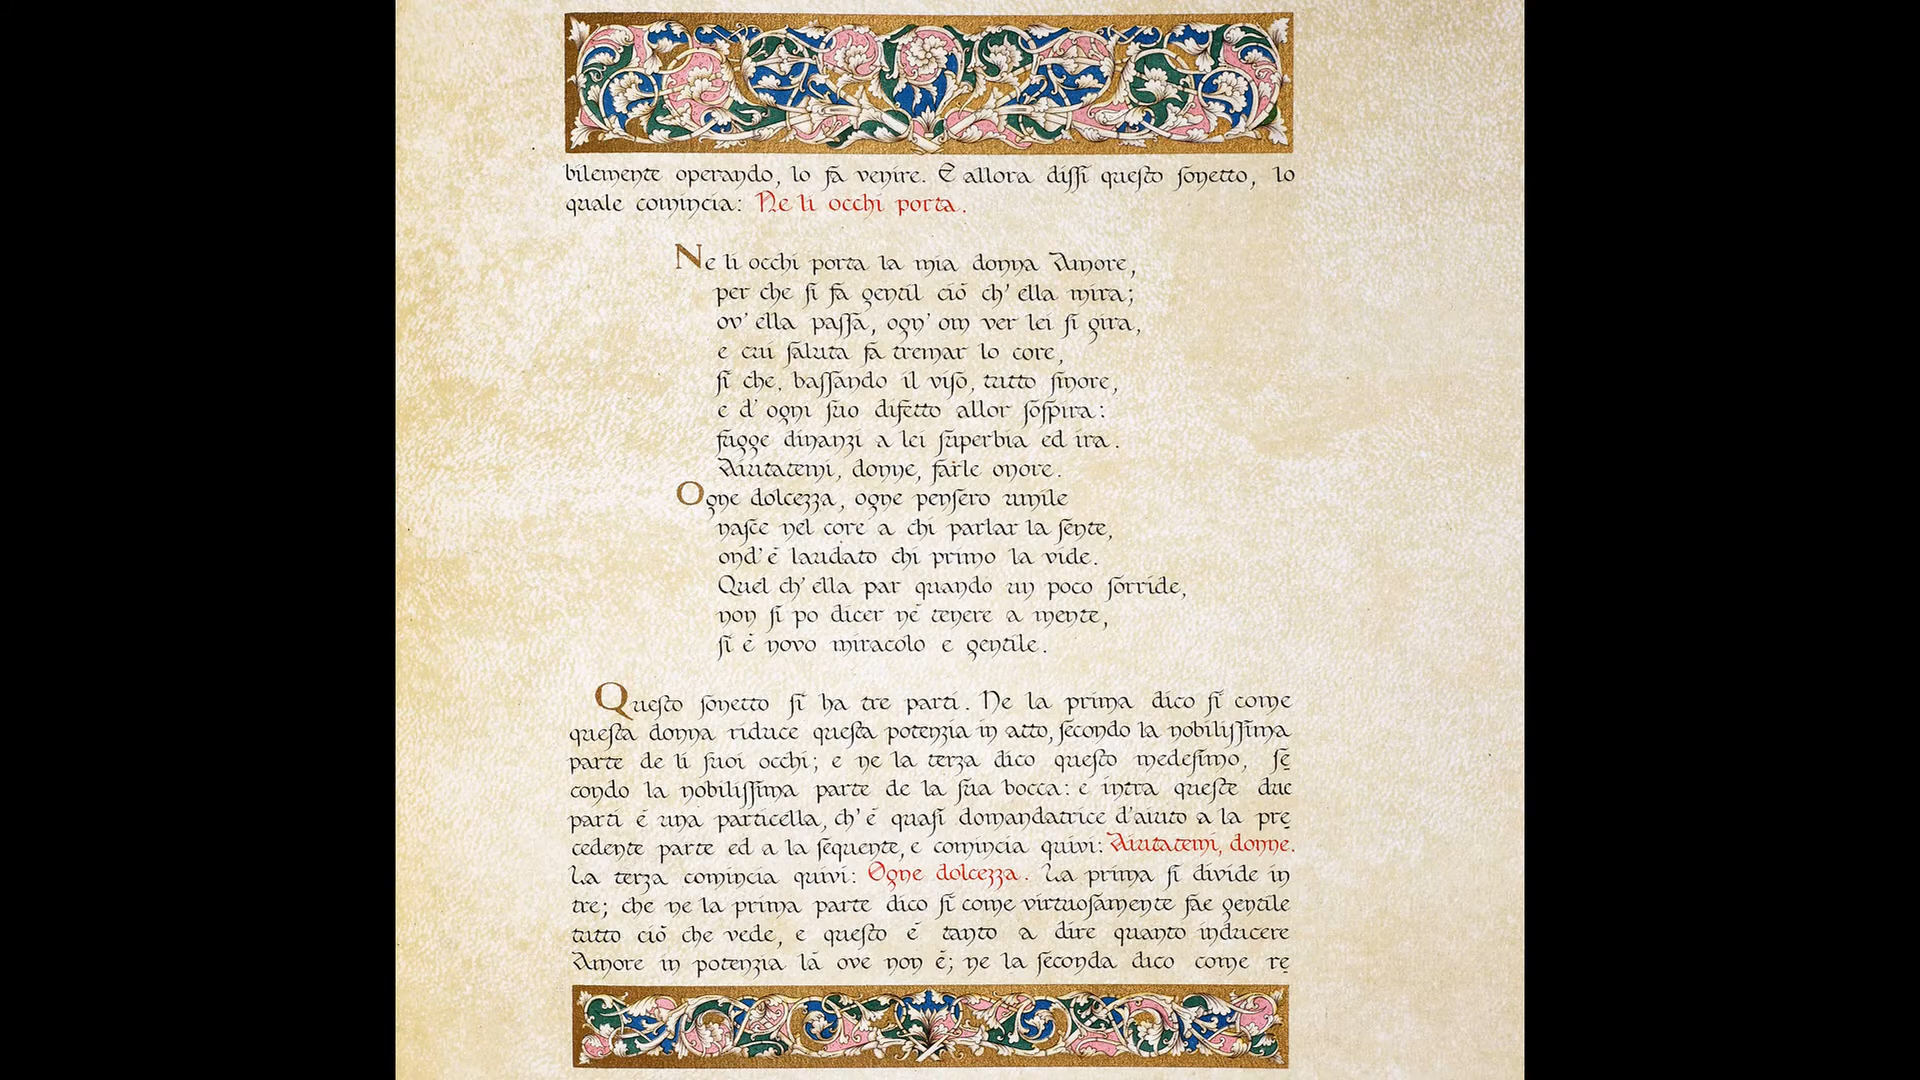 bilemente operando, lo fa venire. E allora dissi questo sonetto, lo
quale comincia: Ne li occhi porta.
Ne li occhi porta la mia donna Amore,
per che si fa gentil ciò ch' ella mira;
ov' ella passa, ogn' om ver lei si gira,
e cui saluta fa tremar lo core,
sì che, bassando il viso, tutto smore,
e d' ogni suo difetto allor sospira:
fugge dinanzi a lei superbia ed ira.
Aiutatemi, donne, farle onore.
Ogne dolcezza, ogne pensero umile
nasce nel core a chi parlar la sente,
ond' è laudato chi primo la vide.
Quel ch' ella par quando un poco sorride,
non si po dicer né tenere a mente,
sì è novo miracolo e gentile.
Questo sonetto sì ha tre parti. Ne la prima dico sì come
questa donna riduce questa potenzia in atto, secondo la nobilissima
parte de li suoi occhi; e ne la terza dico questo medesimo, se
condo la nobilissima parte de la sua bocca: e intra queste due
parti è una particella, ch' è quasi domandatrice d'aiuto a la pre
cedente parte ed a la sequente, e comincia quivi: Aiutatemi, donne.
La terza comincia quivi: Ogne dolcezza. La prima si divide in
tre; che ne la prima parte dico sì come virtuosamente fae gentile
tutto ciò che vede, e questo è tanto a dire quanto inducere
Amore in potenzia là ove non è; ne la seconda dico come re